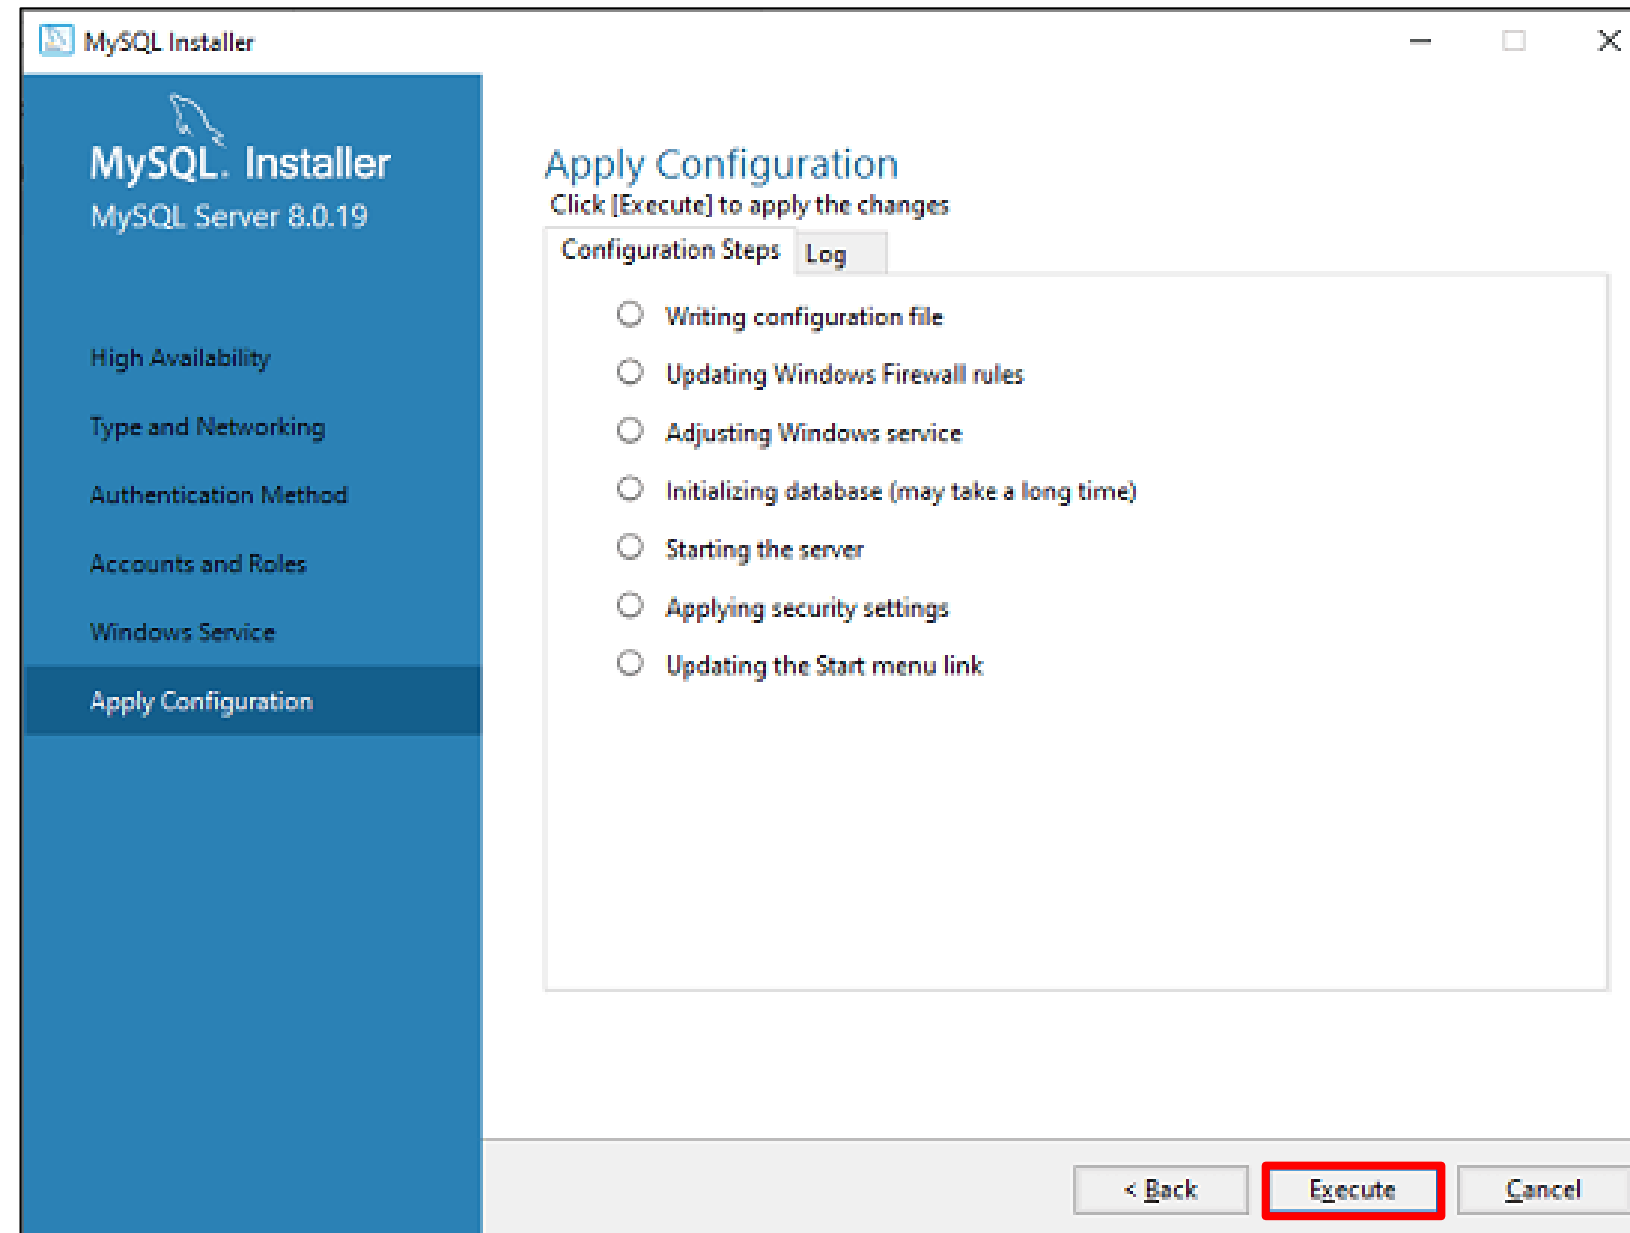 MySQL Installer
MySQL. Installer
MySQL Server 8.0.19
High Availability
Type and Networking
Authentication Method
Accounts and Roles
Windows Service
Apply Configuration
Apply Configuration
Click [Execute] to apply the changes
Configuration Steps
Log
Writing configuration file
Updating Windows Firewall rules
Adjusting Windows service
Initializing database (may take a long time)
Starting the server
Applying security settings
Updating the Start menu link
< Back
Execute
Cancel